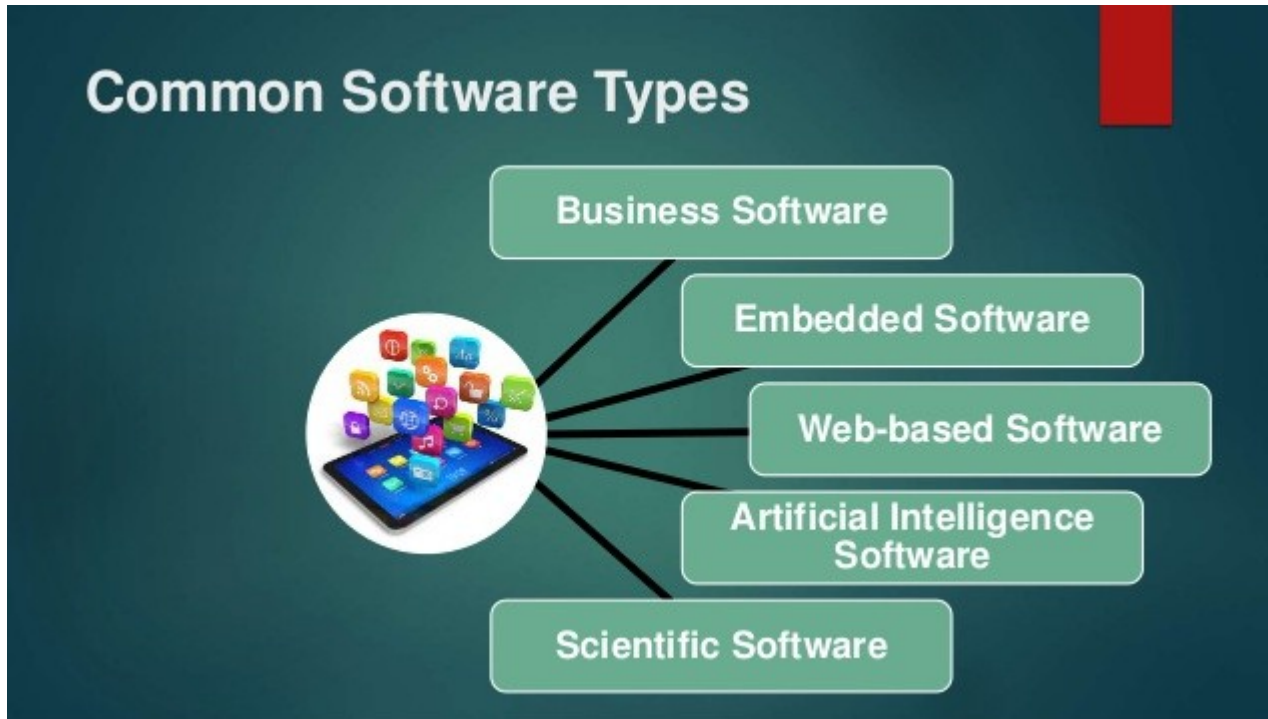 Common Software Types
Business Software
Embedded Software
Web-based Software
Artificial Intelligence
Software
Scientific Software